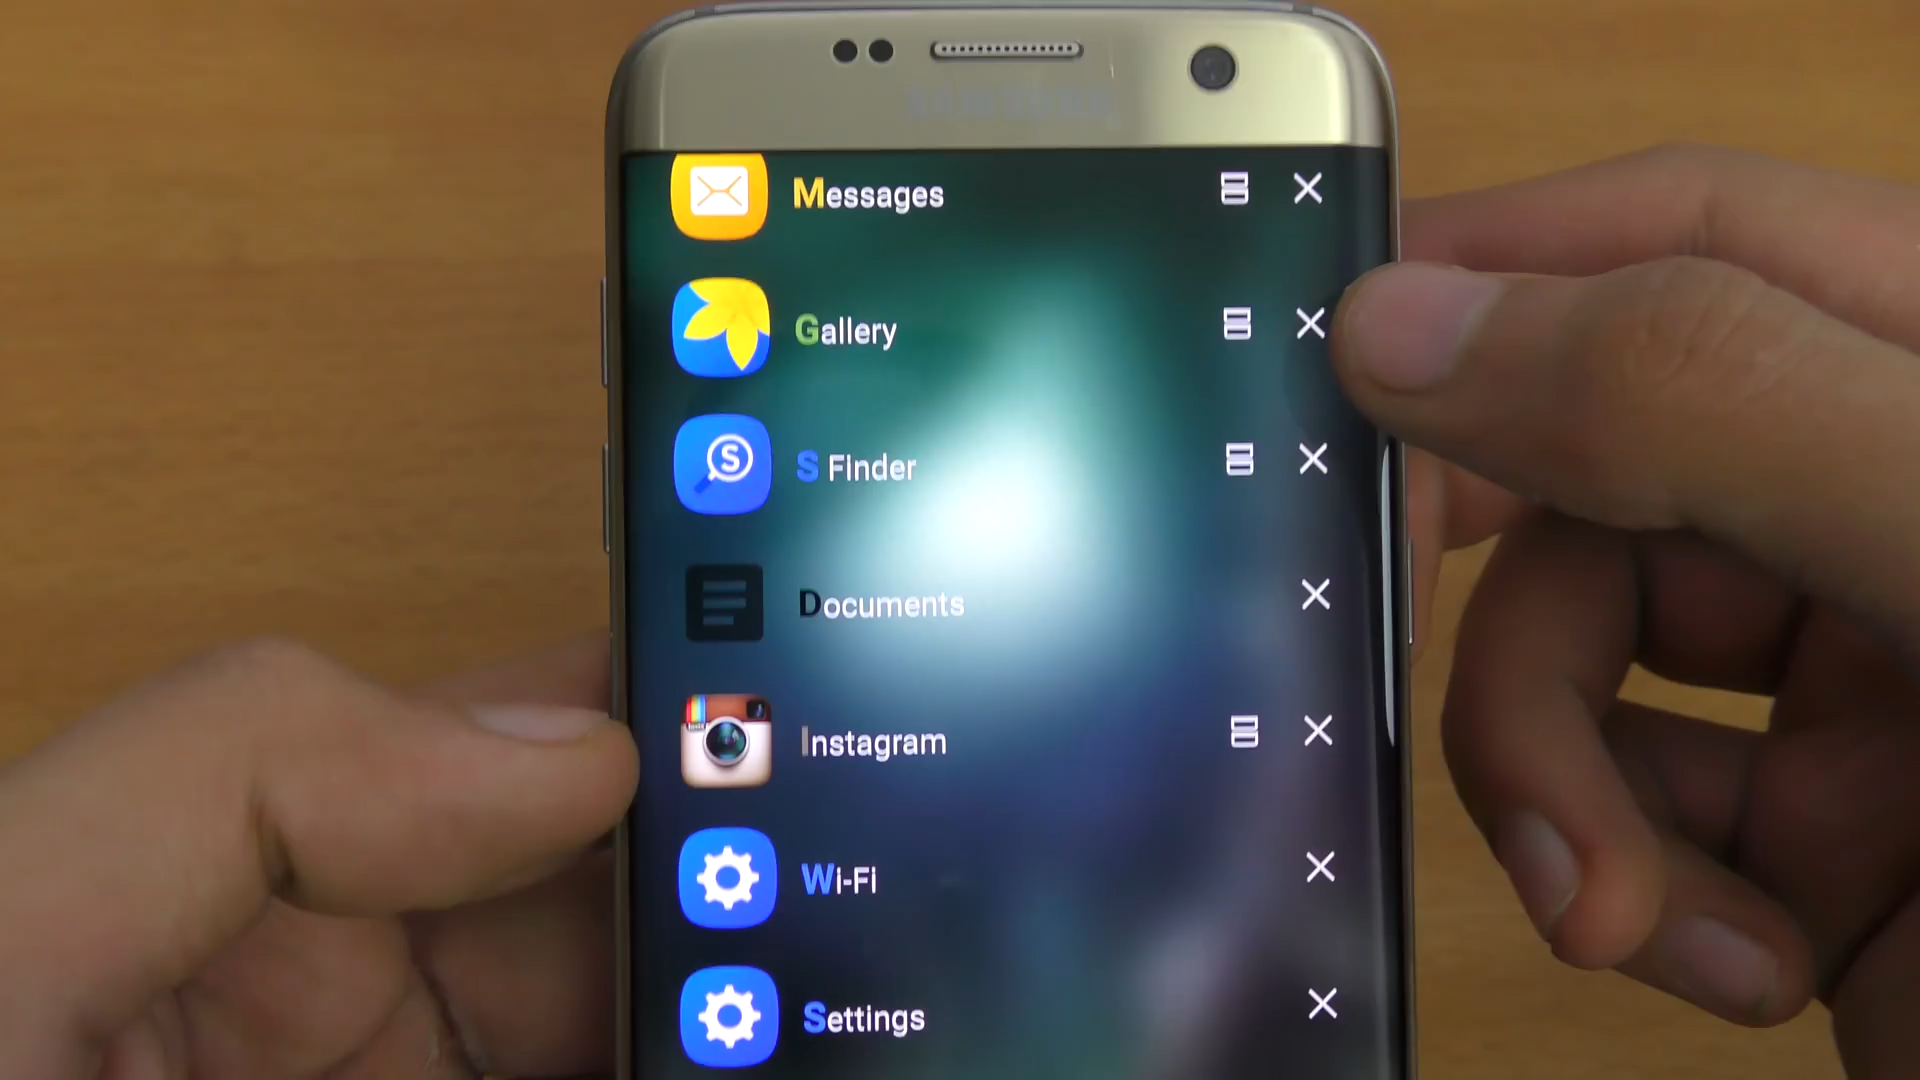 SAMSUNG
Messages
Gallery
S Finder
Documents
Instagram
Wi-Fi
Settings